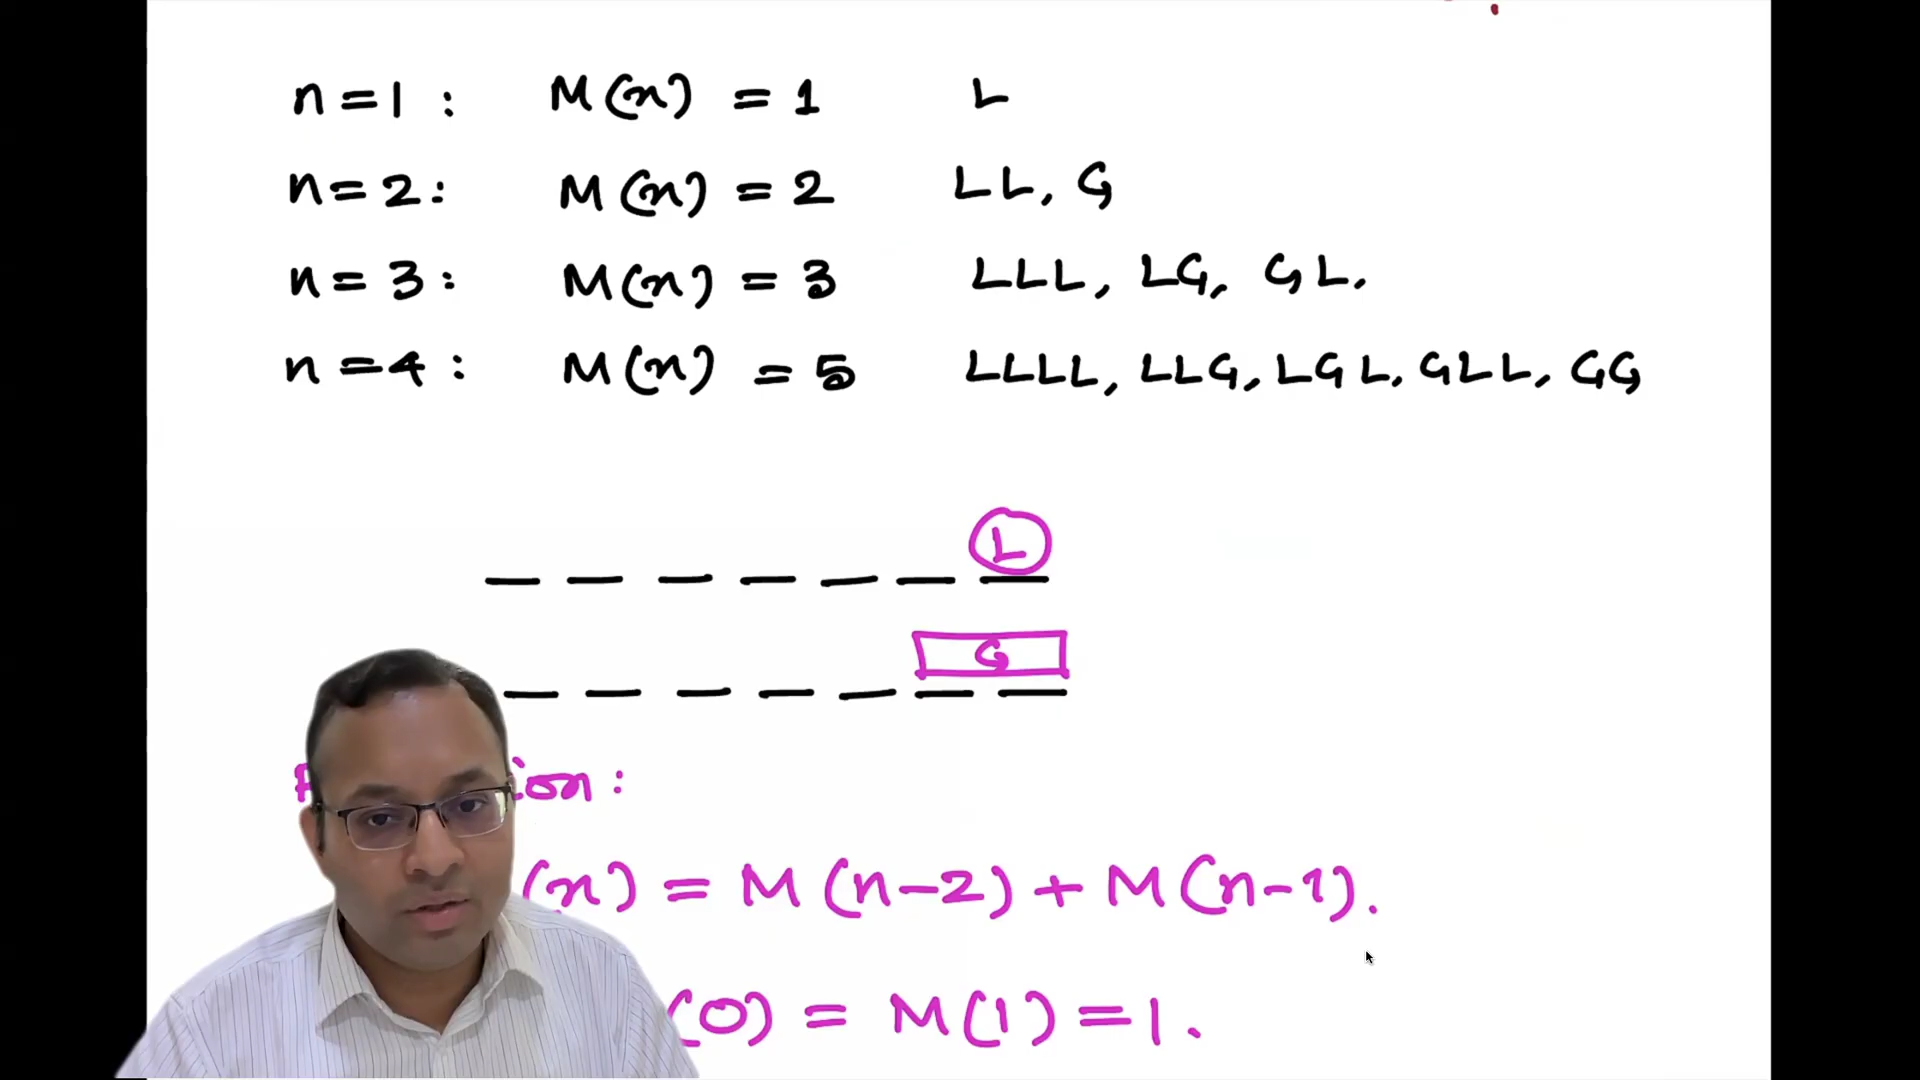 n=1: M(n) = 1 L
n=2: M(n) = 2 LL, G
n=3: M(n) = 3 LLL, LG, GL.
n=4: M(n) = 5 LLLL, LLG, LGL, GLL, GG
L
G
ion:
(n) = M(n-2) + M(n-1).
(0) = M(1) = 1.